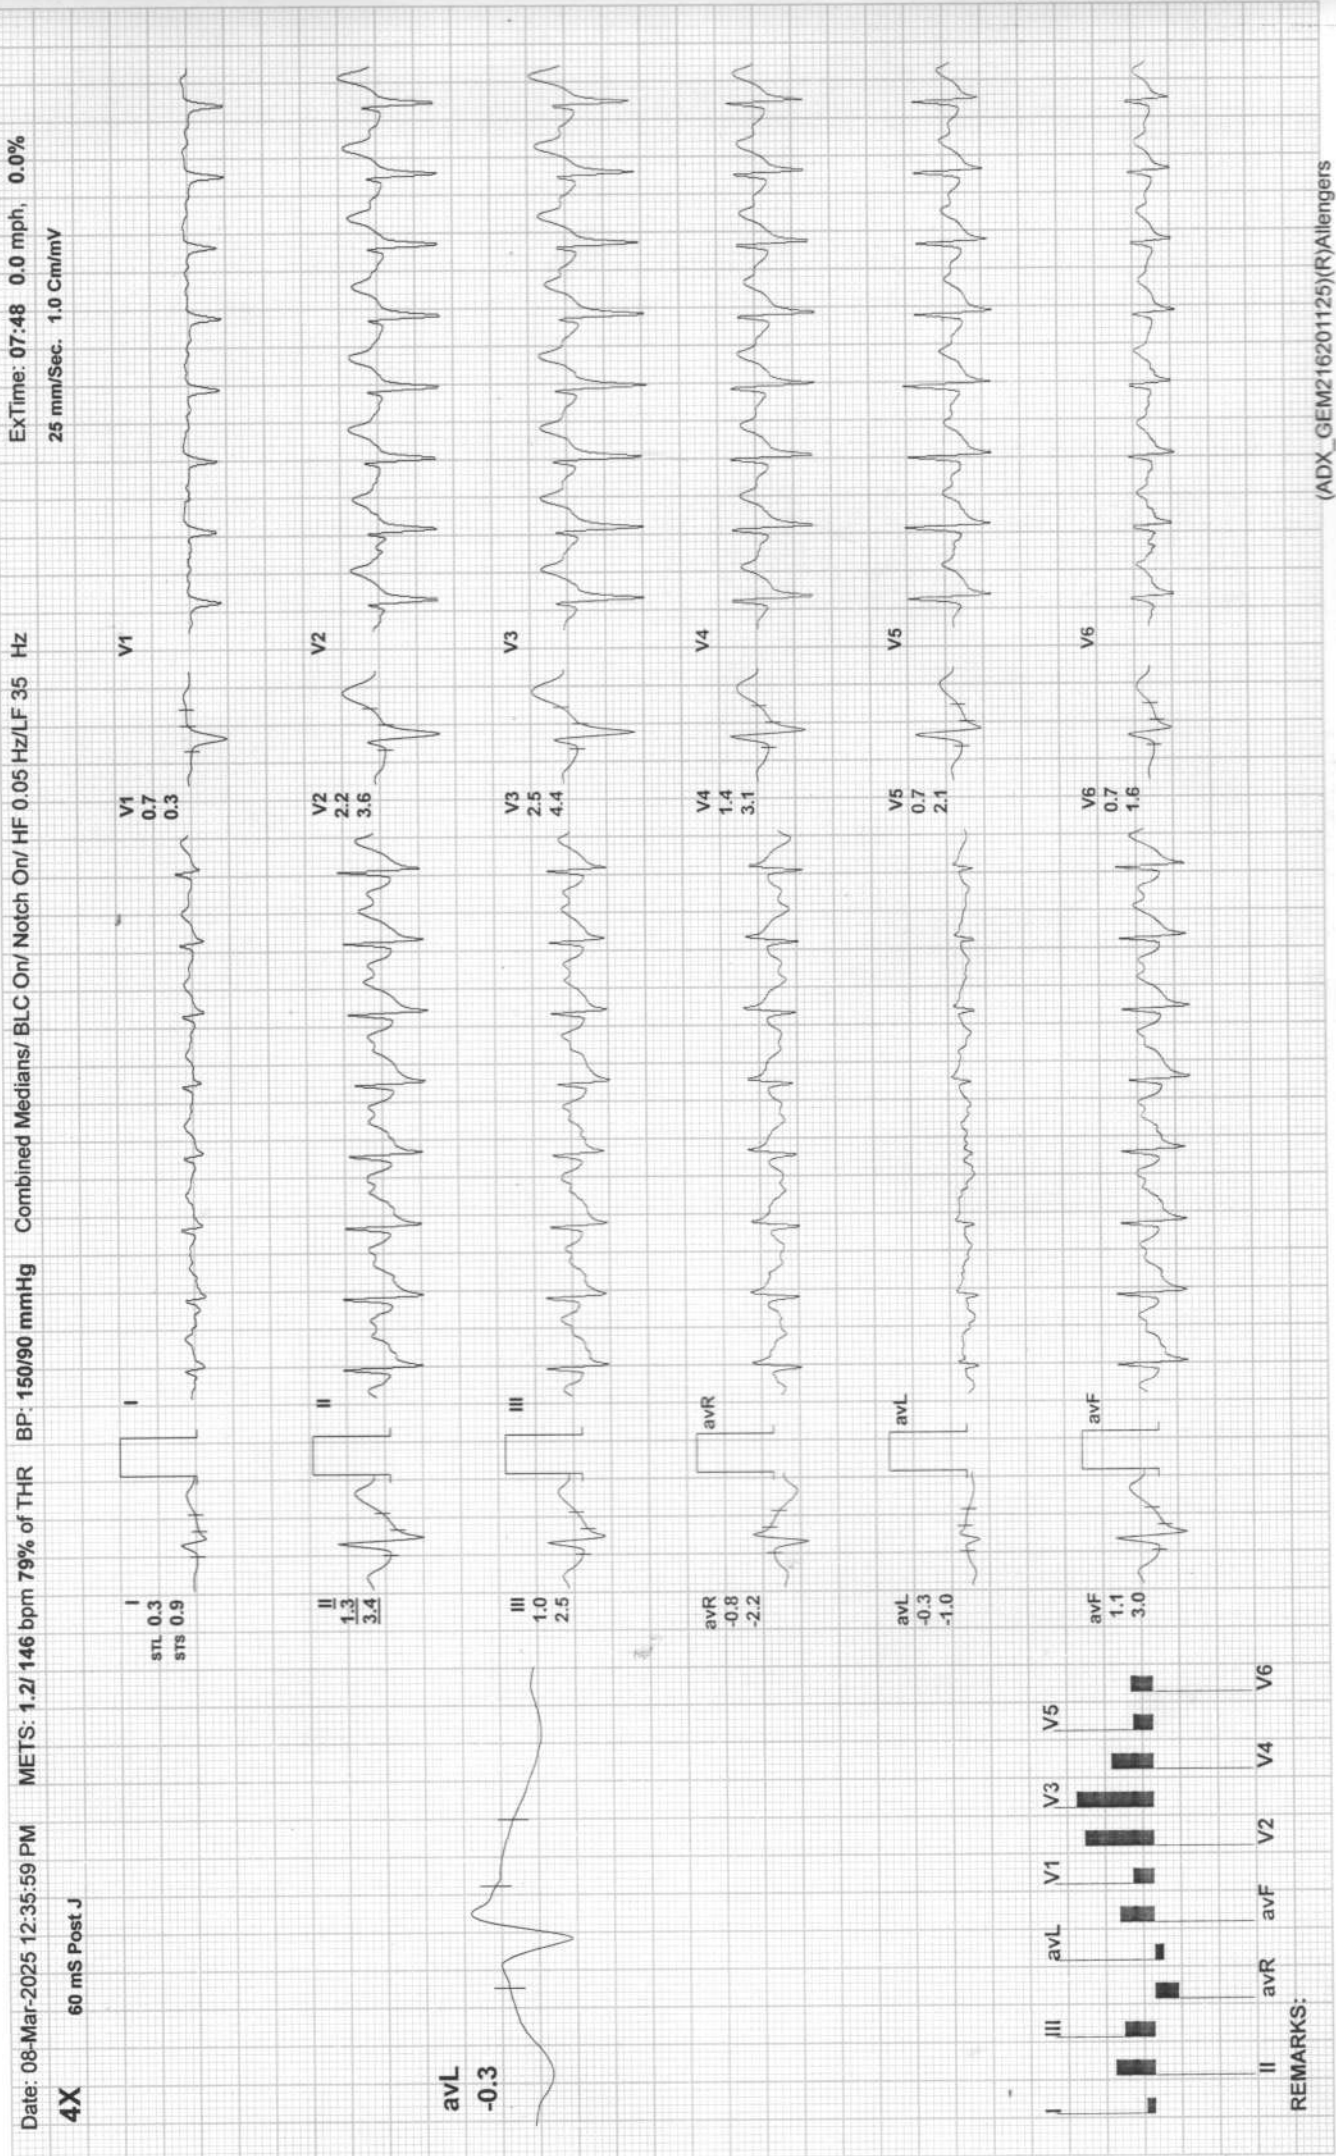 Date: 08-Mar-2025 12:35:59 PM METS: 1.2/ 146 bpm 79% of THR BP: 150/90 mmHg Combined Medians/ BLC On/ Notch On/ HF 0.05 Hz/LF 35 Hz ExTime: 07:48 0.0 mph, 0.0%
4X 60 mS Post J 25 mm/Sec. 1.0 Cm/mV
avL
-0.3
I
STL 0.3
STS 0.9
I
V1
0.7
0.3
V1
II
1.3
3.4
II
V2
2.2
3.6
V2
III
1.0
2.5
III
V3
2.5
4.4
V3
avR
-0.8
-2.2
avR
V4
1.4
3.1
V4
avL
-0.3
-1.0
avL
V5
0.7
2.1
V5
avF
1.1
3.0
avF
V6
0.7
1.6
V6
I III avL V1 V3 V5
II avR avF V2 V4 V6
REMARKS:
(ADX_GEM216201125)(R)Allengers